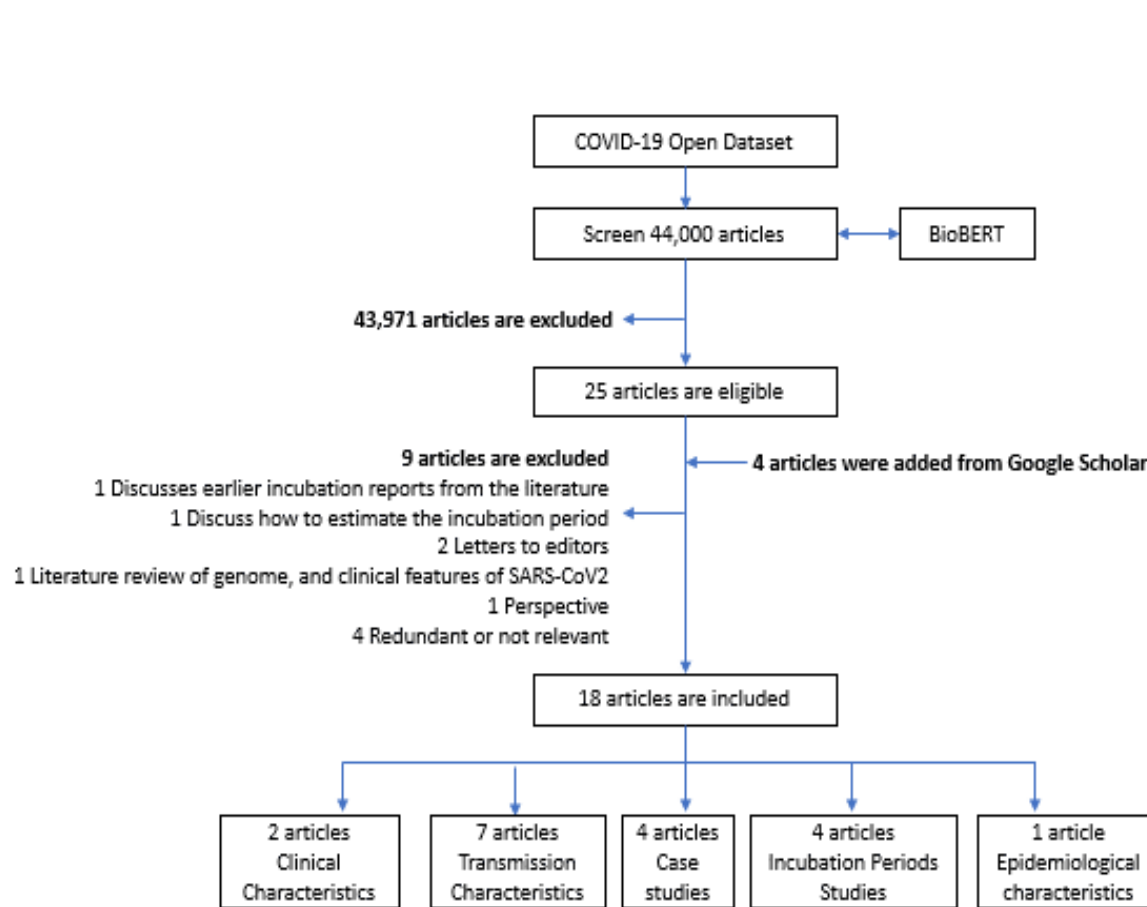 COVID-19 Open Dataset
Screen 44,000 articles
BioBERT
43,971 articles are excluded
25 articles are eligible
9 articles are excluded
4 articles were added from Google Scholar
1 Discusses earlier incubation reports from the literature
1 Discuss how to estimate the incubation period
2 Letters to editors
1 Literature review of genome, and clinical features of SARS-CoV2
1 Perspective
4 Redundant or not relevant
18 articles are included
2 articles
Clinical
Characteristics
7 articles
Transmission
Characteristics
4 articles
Case
studies
4 articles
Incubation Periods
Studies
1 article
Epidemiological
characteristics